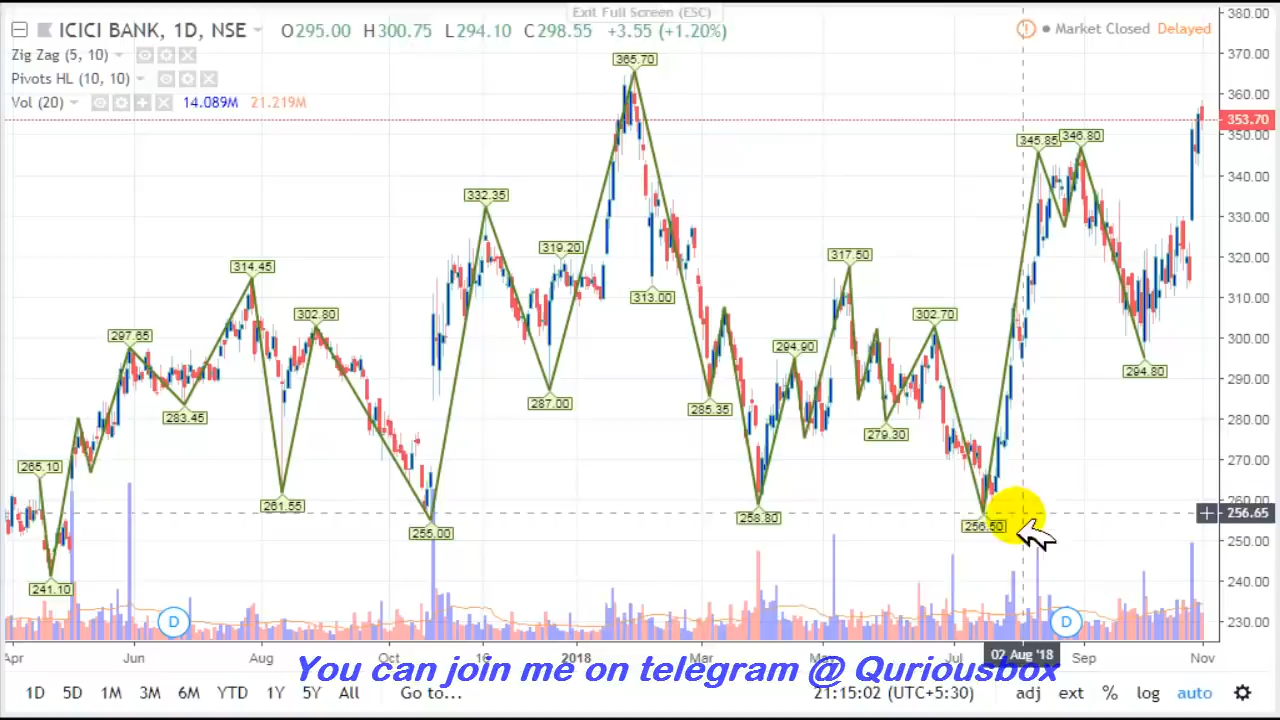 Exit Full Screen (ESC)
380.00
ICICI BANK, 1D, NSE O295.00 H300.75 L294.10 C298.55 +3.55 (+1.20%) Market Closed Delayed
Zig Zag (5, 10) 365.70 370.00
Pivots HL (10, 10)
360.00
Vol (20) 14.089M 21.219M
353.70
350.00
345.85 346.80
340.00
332.35
330.00
319.20 317.50 320.00
314.45
313.00 310.00
302.80 302.70
300.00
297.65 294.90
294.80
290.00
287.00 285.35
283.45 280.00
279.30
265.10 270.00
261.55 260.00
258.80 256.50 256.65
255.00
250.00
241.10 240.00
D D 230.00
Apr Jun Aug Oct 2018 Mar May Jul 02 Aug '18 Sep Nov
You can join me on telegram @ Quriousbox
1D 5D 1M 3M 6M YTD 1Y 5Y All Go to... 21:15:02 (UTC+5:30) adj ext % log auto